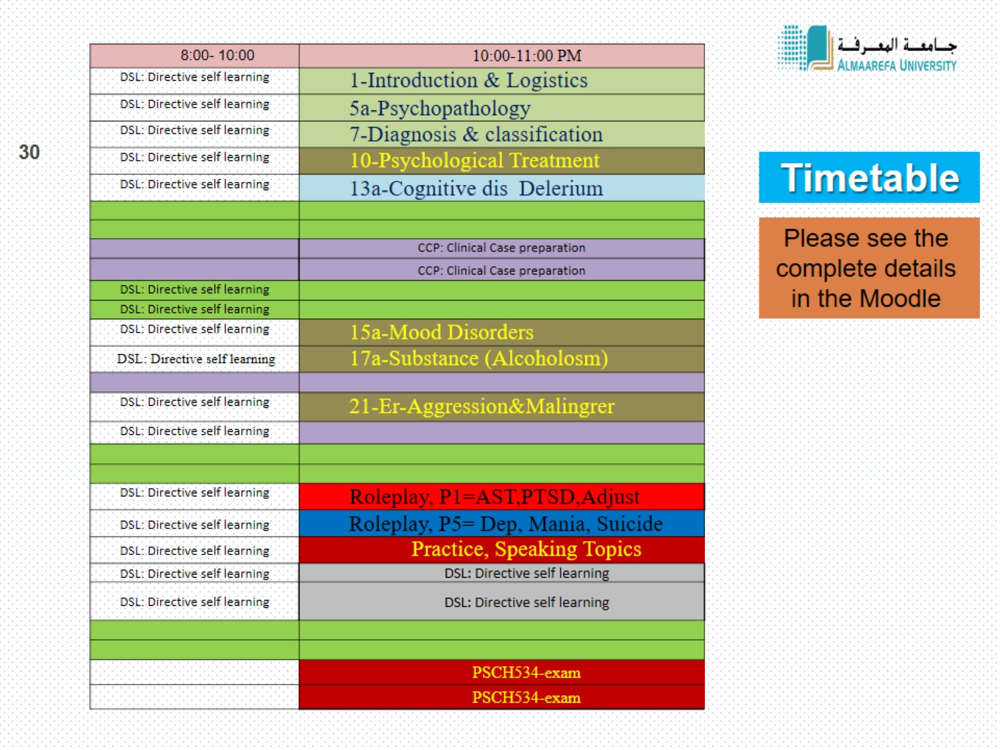 جامعة المعرفة
ALMAAREFA UNIVERSITY
30
8:00- 10:00 10:00-11:00 PM
DSL: Directive self learning 1-Introduction & Logistics
DSL: Directive self learning 5a-Psychopathology
DSL: Directive self learning 7-Diagnosis & classification
DSL: Directive self learning 10-Psychological Treatment
DSL: Directive self learning 13a-Cognitive dis Delerium
CCP: Clinical Case preparation
CCP: Clinical Case preparation
DSL: Directive self learning
DSL: Directive self learning
DSL: Directive self learning 15a-Mood Disorders
DSL: Directive self learning 17a-Substance (Alcoholosm)
DSL: Directive self learning 21-Er-Aggression&Malingrer
DSL: Directive self learning
DSL: Directive self learning Roleplay, P1=AST,PTSD,Adjust
DSL: Directive self learning Roleplay, P5= Dep, Mania, Suicide
DSL: Directive self learning Practice, Speaking Topics
DSL: Directive self learning DSL: Directive self learning
DSL: Directive self learning DSL: Directive self learning
PSCH534-exam
PSCH534-exam
Timetable
Please see the
complete details
in the Moodle